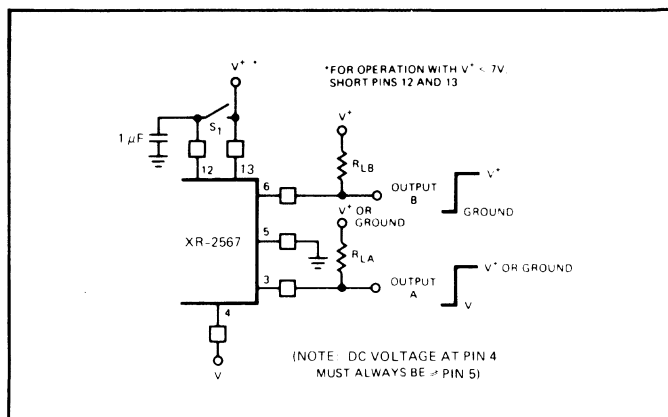 V+ *
*FOR OPERATION WITH V+ < 7V,
SHORT PINS 12 AND 13
V+
1 μF
S1
RLB
12
13
6
OUTPUT
B
V+
GROUND
V+ OR
GROUND
5
XR-2567
RLA
3
OUTPUT
A
V+ OR GROUND
V
4
V
(NOTE: DC VOLTAGE AT PIN 4
MUST ALWAYS BE ≠ PIN 5)